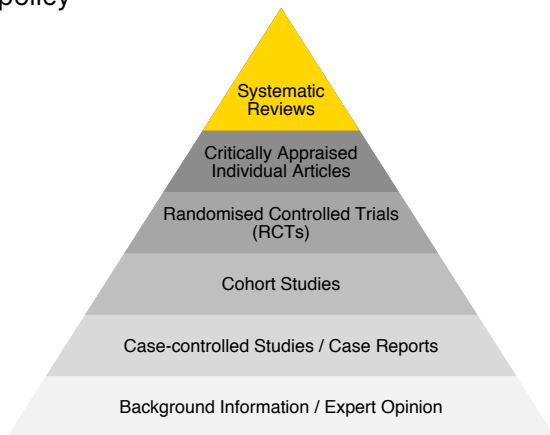 policy
Systematic
Reviews
Critically Appraised
Individual Articles
Randomised Controlled Trials
(RCTs)
Cohort Studies
Case-controlled Studies / Case Reports
Background Information / Expert Opinion